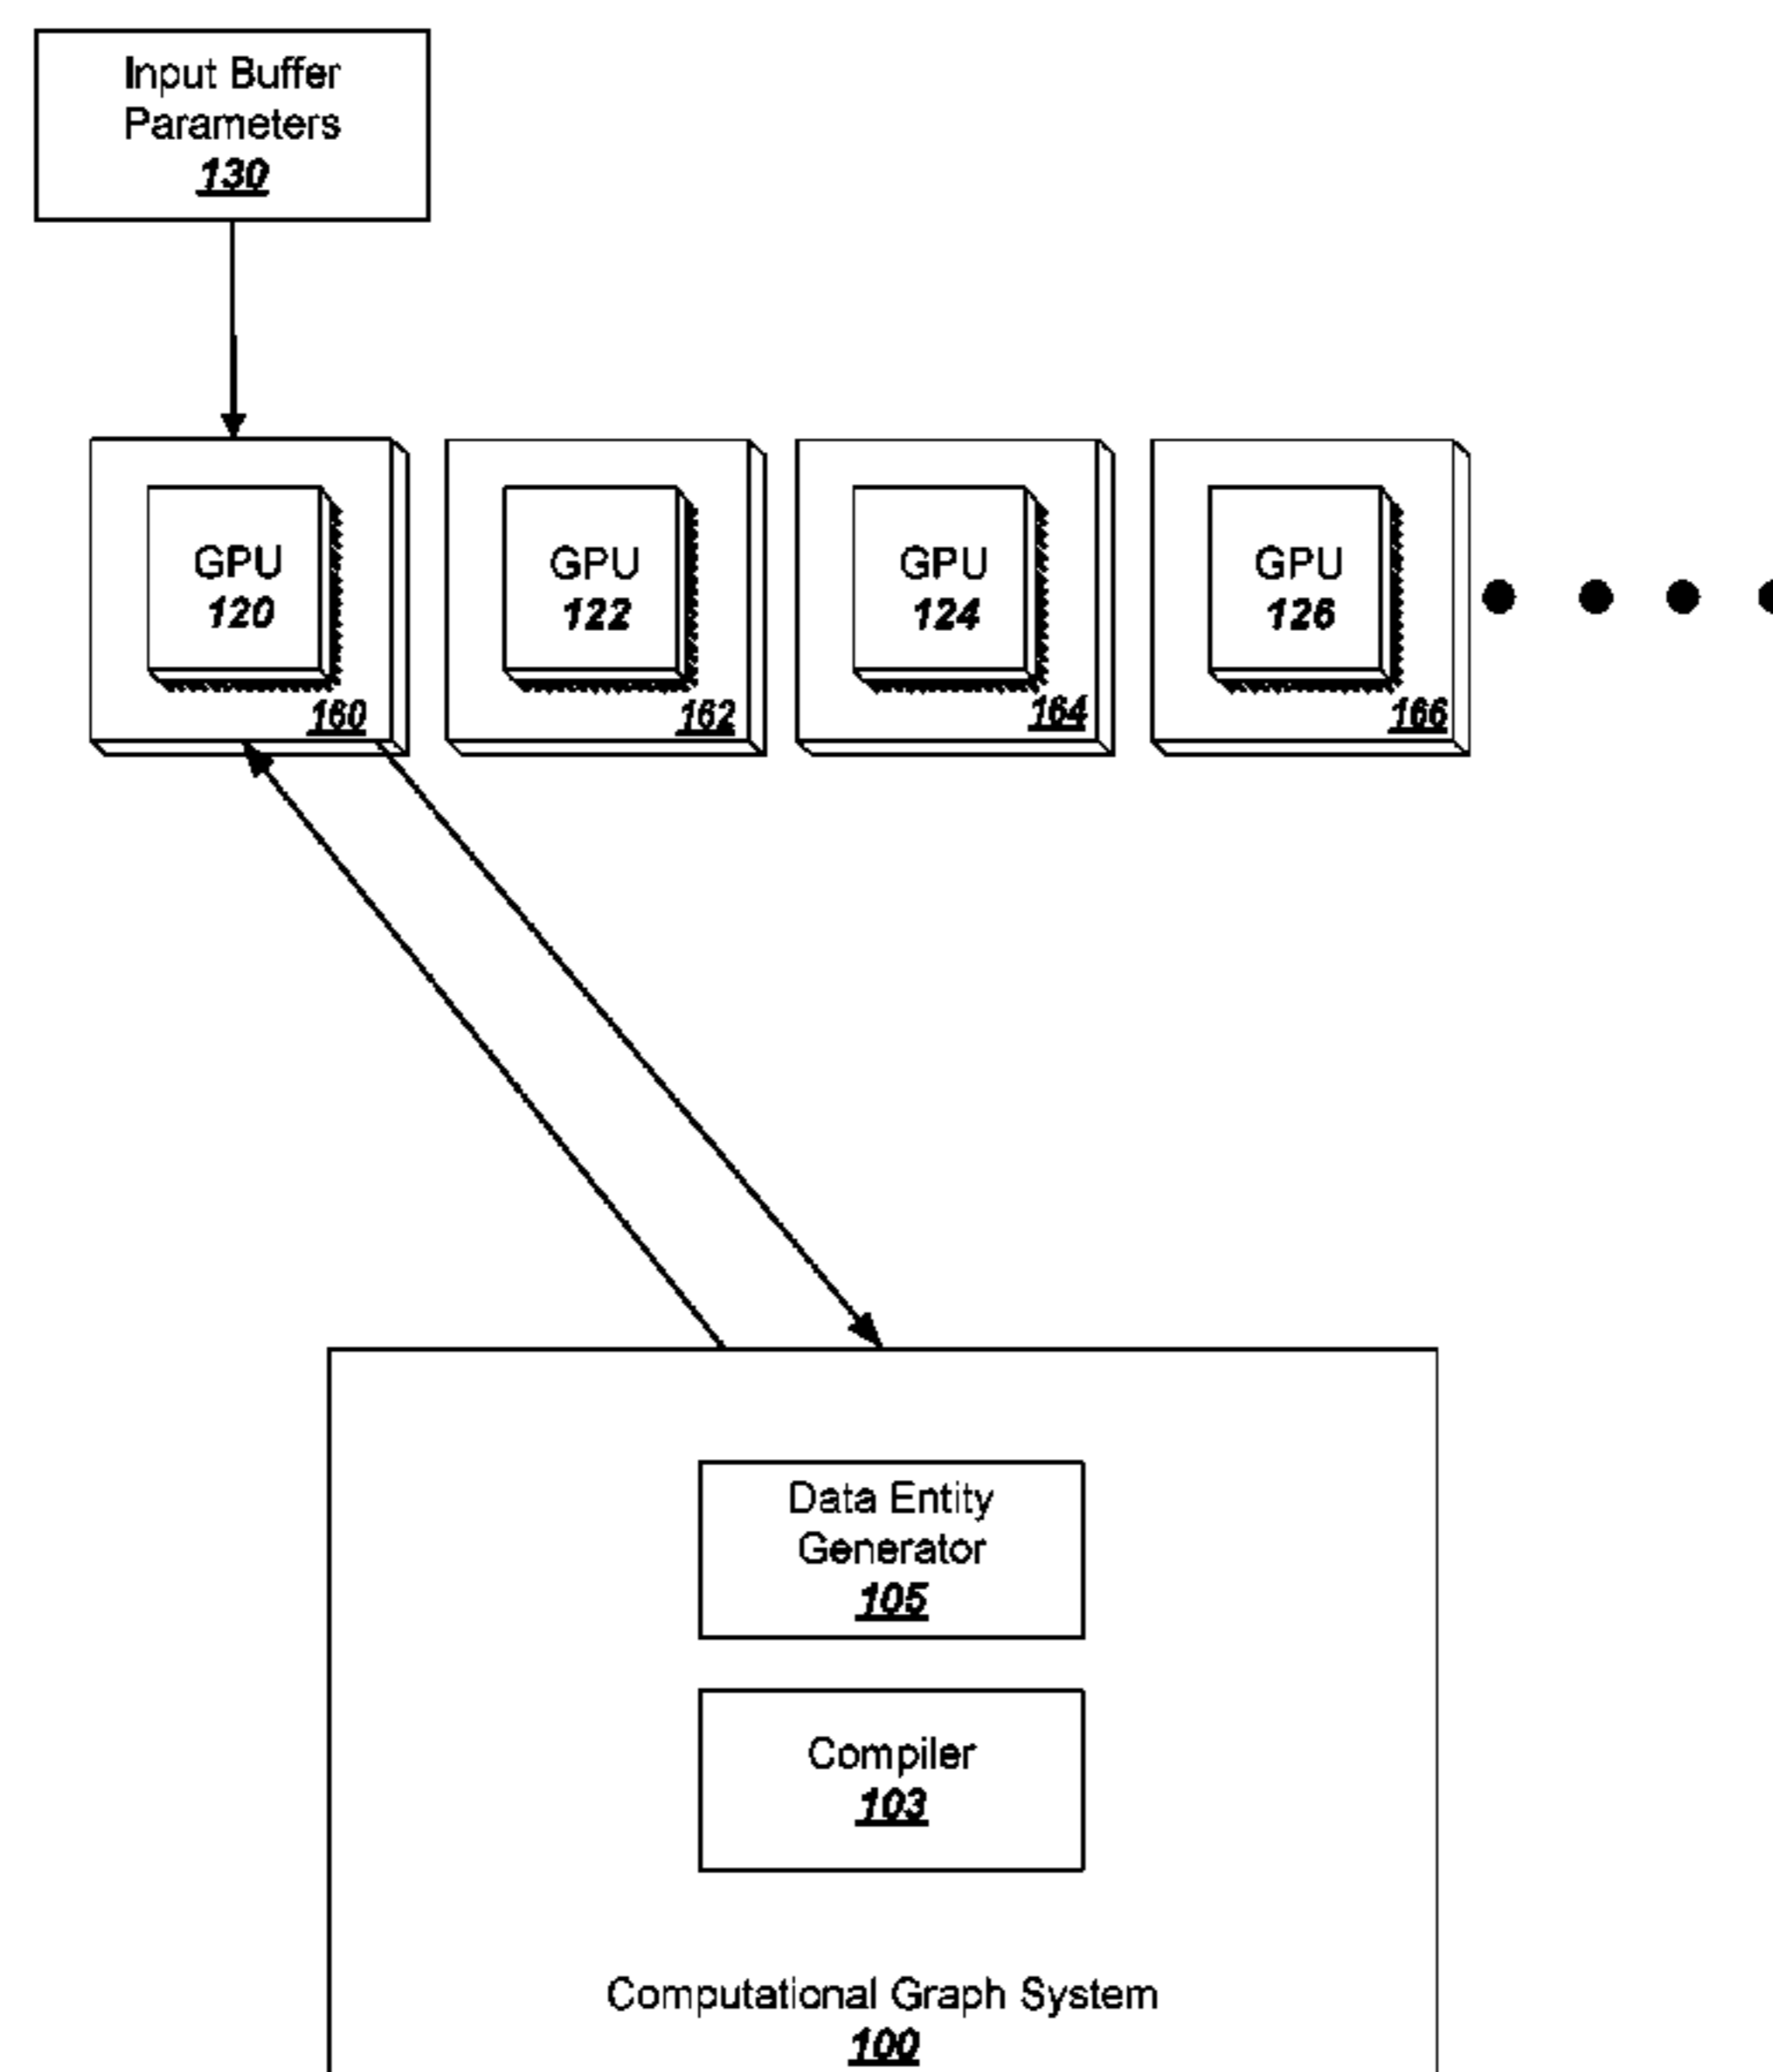 Input Buffer
Parameters
130
GPU
120
160
GPU
122
162
GPU
124
164
GPU
126
166
Data Entity
Generator
105
Compiler
103
Computational Graph System
100